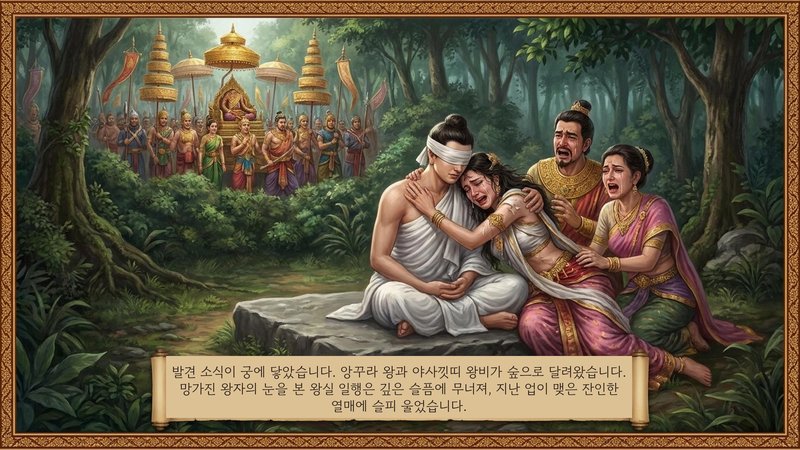 발견 소식이 궁에 닿았습니다. 앙꾸라 왕과 야사낏띠 왕비가 숲으로 달려왔습니다.
망가진 왕자의 눈을 본 왕실 일행은 깊은 슬픔에 무너져, 지난 업이 맺은 잔인한
열매에 슬피 울었습니다.